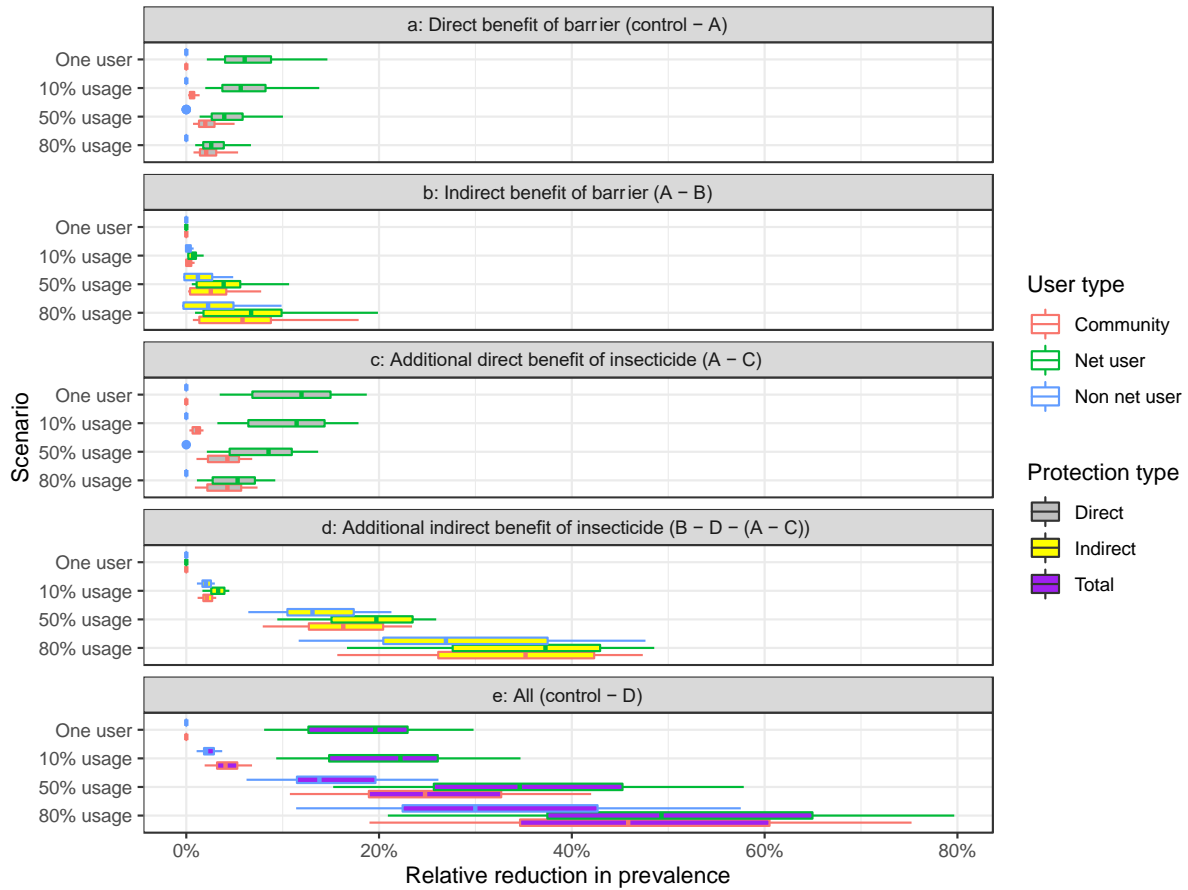 a: Direct benefit of barrier (control − A)
One user
10% usage
50% usage
80% usage
b: Indirect benefit of barrier (A − B)
One user
10% usage
50% usage
80% usage
c: Additional direct benefit of insecticide (A − C)
One user
10% usage
50% usage
80% usage
d: Additional indirect benefit of insecticide (B − D − (A − C))
One user
10% usage
50% usage
80% usage
e: All (control − D)
One user
10% usage
50% usage
80% usage
0% 20% 40% 60% 80%
Relative reduction in prevalence
Scenario
User type
Community
Net user
Non net user
Protection type
Direct
Indirect
Total